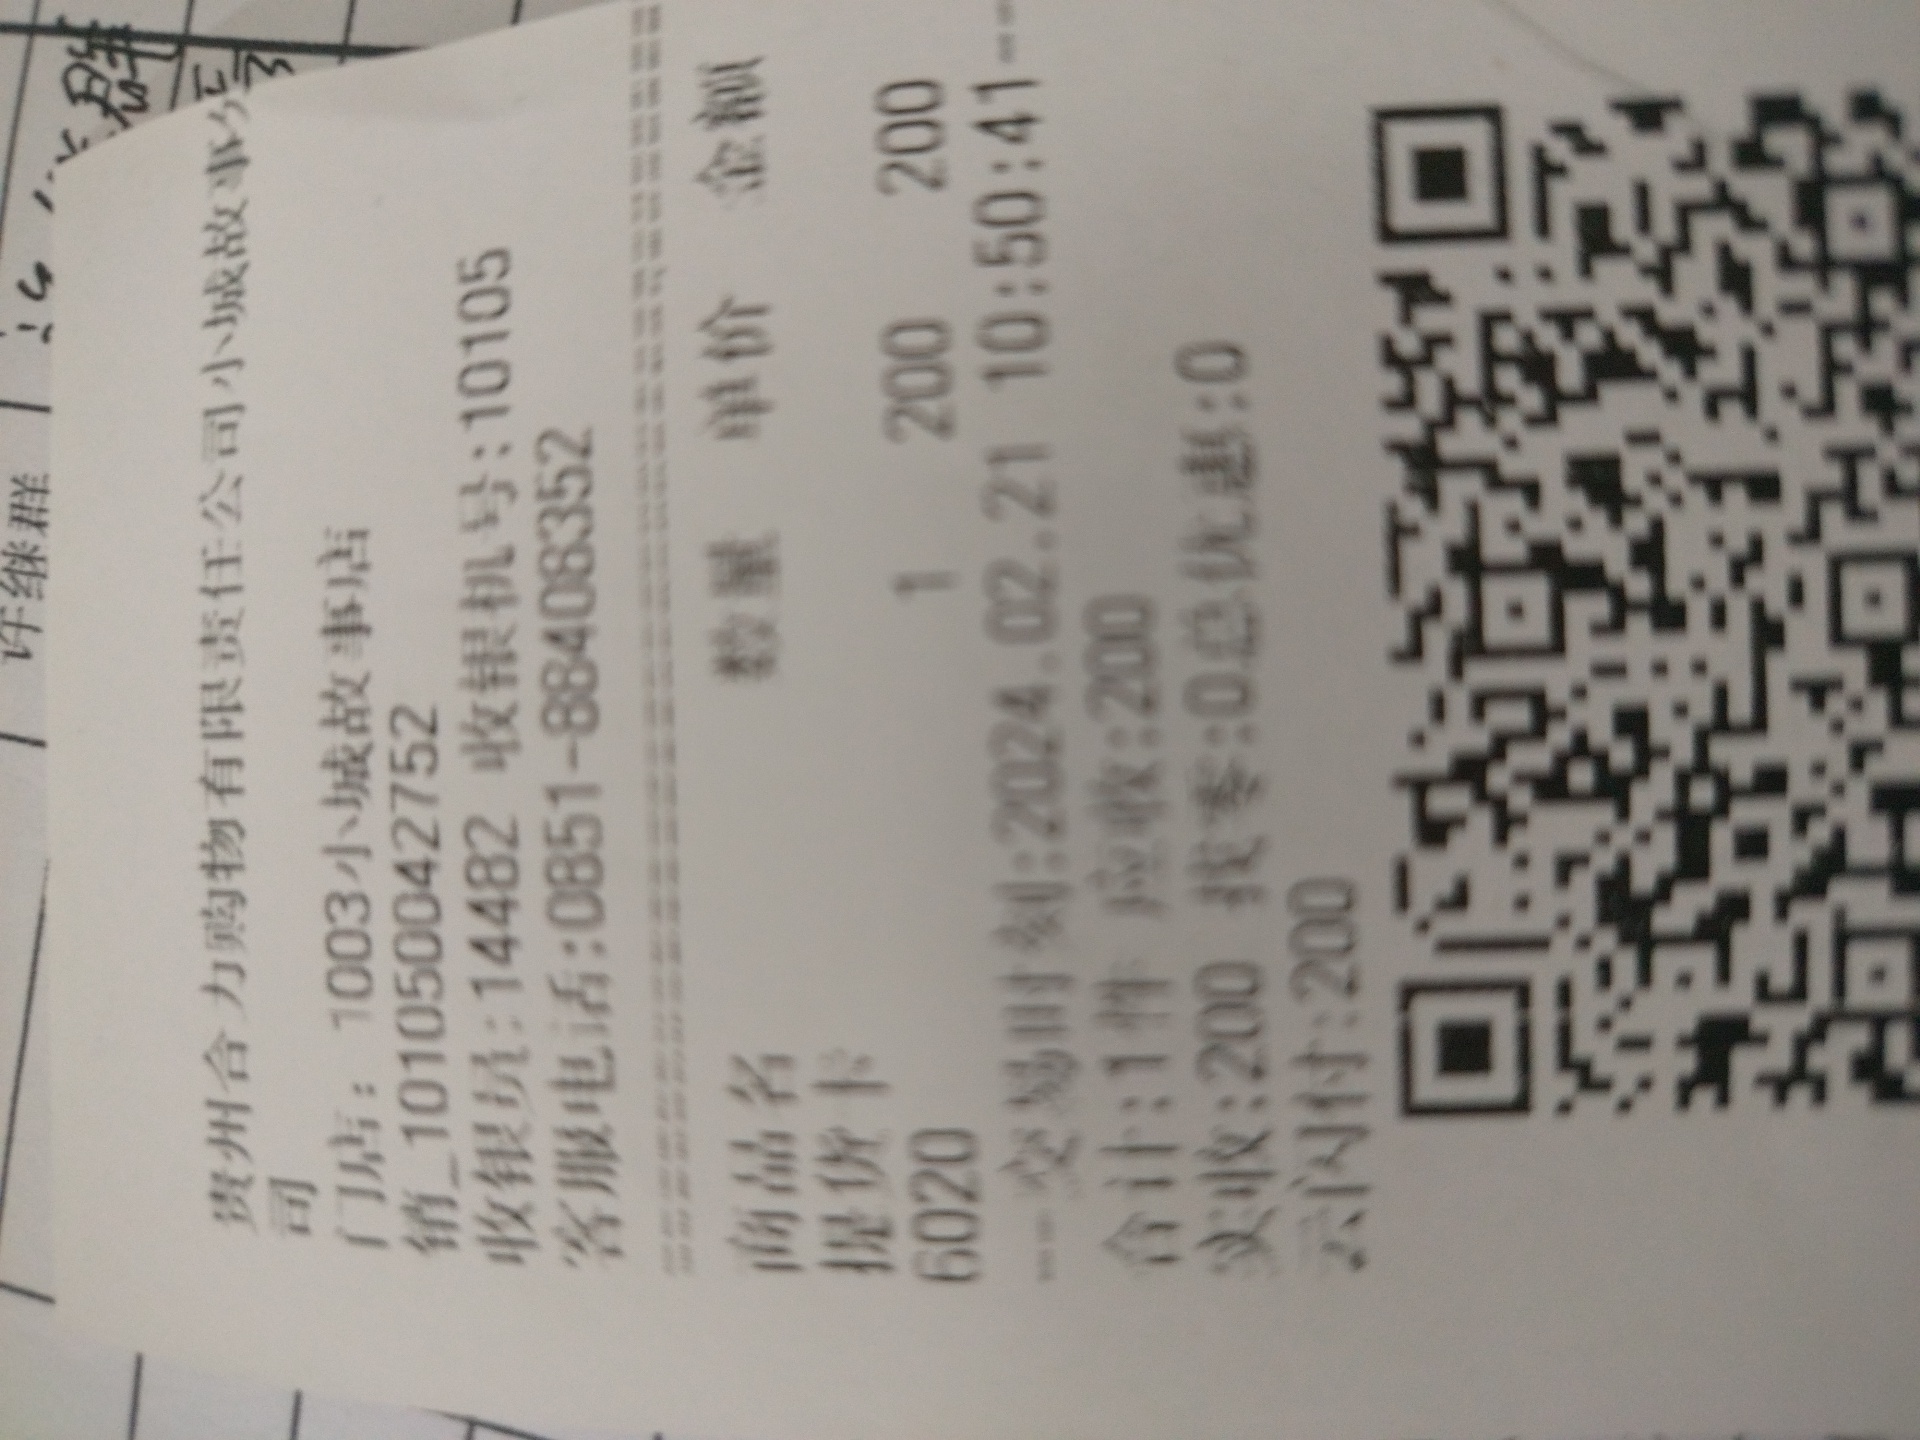 贵州合力购物有限责任公司小城故事分
司
门店: 1003小城故事店
销_101050042752
收银员:14482 收银机号:10105
客服电话:0851-88408352
商品名 数量 单价 金额
提货卡
6020 1 200 200
--交易时刻:2024.02.21 10:50:41--
合计:1件 应收:200
实收:200 找零:0总优惠:0
云闪付:200
许继群